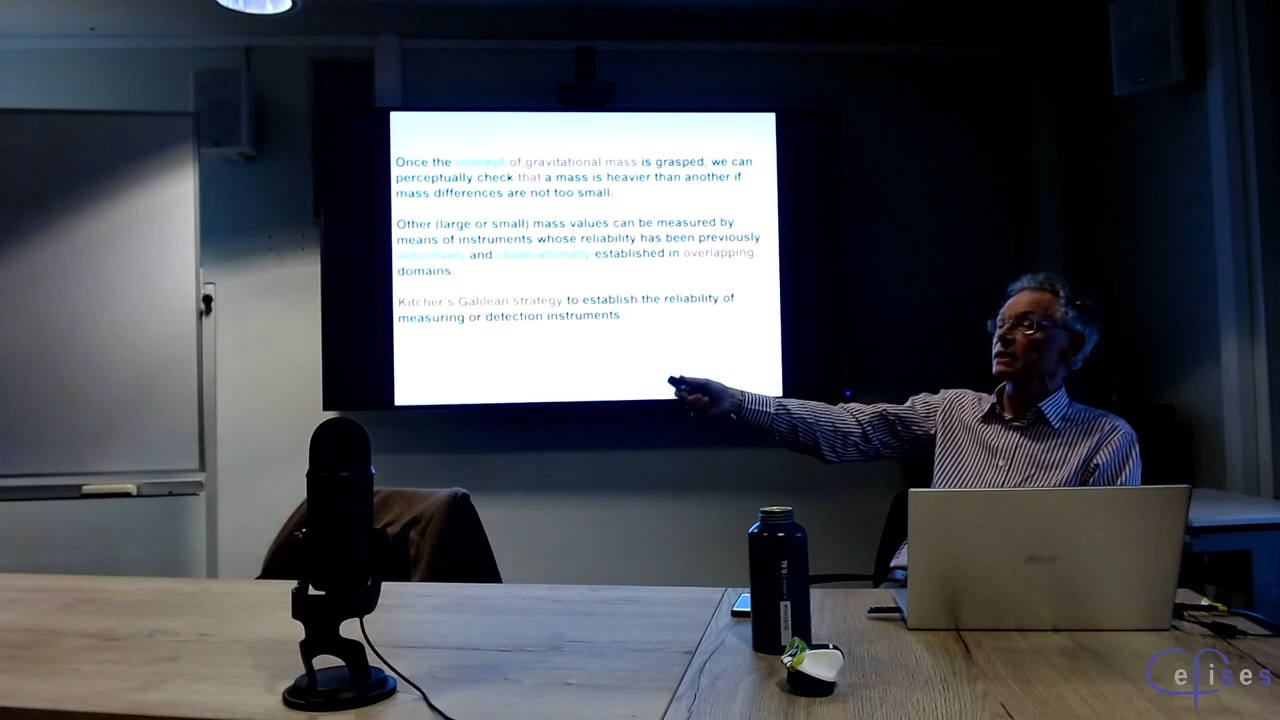 Once the concept of gravitational mass is grasped, we can
perceptually check that a mass is heavier than another if
mass differences are not too small.
Other (large or small) mass values can be measured by
means of instruments whose reliability has been previously
inductively and observationally established in overlapping
domains.
Kitcher's Galilean strategy to establish the reliability of
measuring or detection instruments
acer
Cefises